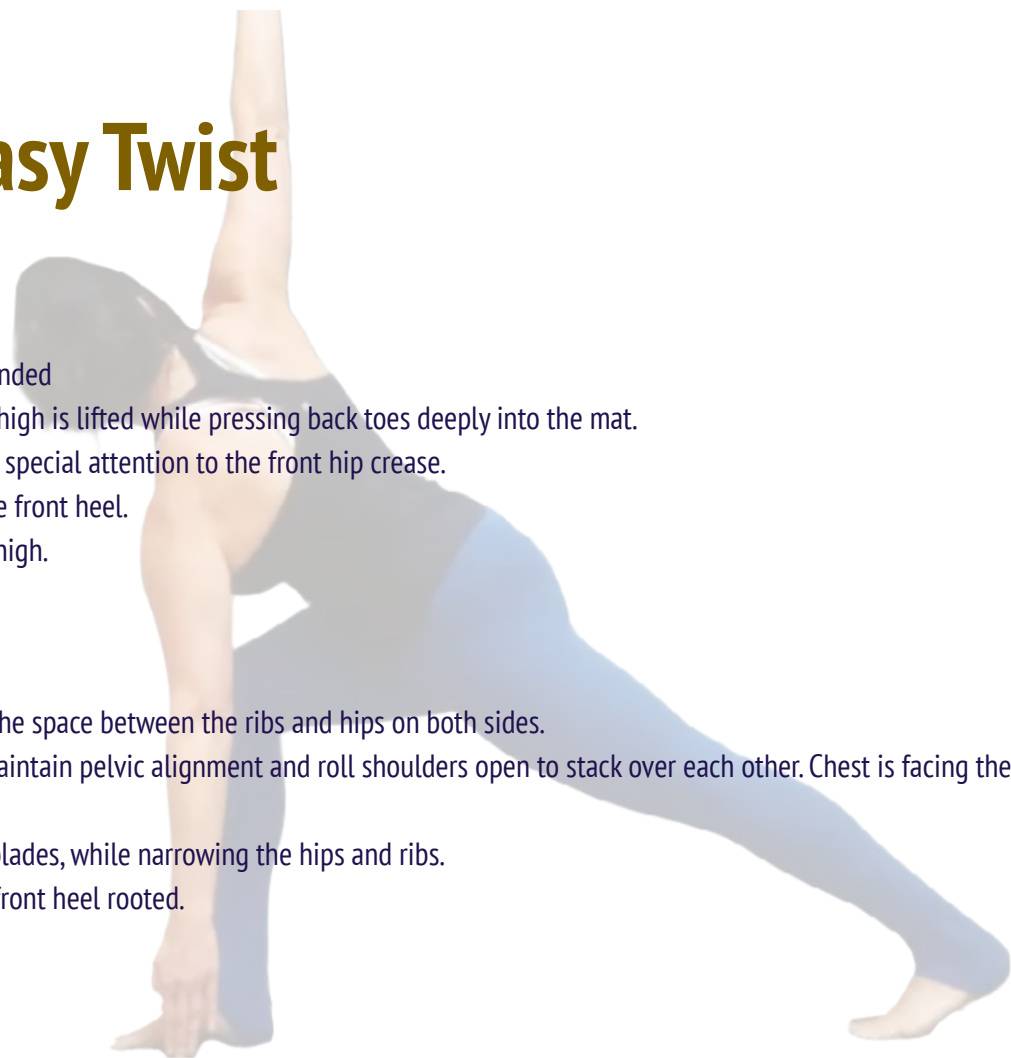 asy Twist
nded
high is lifted while pressing back toes deeply into the mat.
special attention to the front hip crease.
e front heel.
high.
he space between the ribs and hips on both sides.
aintain pelvic alignment and roll shoulders open to stack over each other. Chest is facing the
lades, while narrowing the hips and ribs.
front heel rooted.